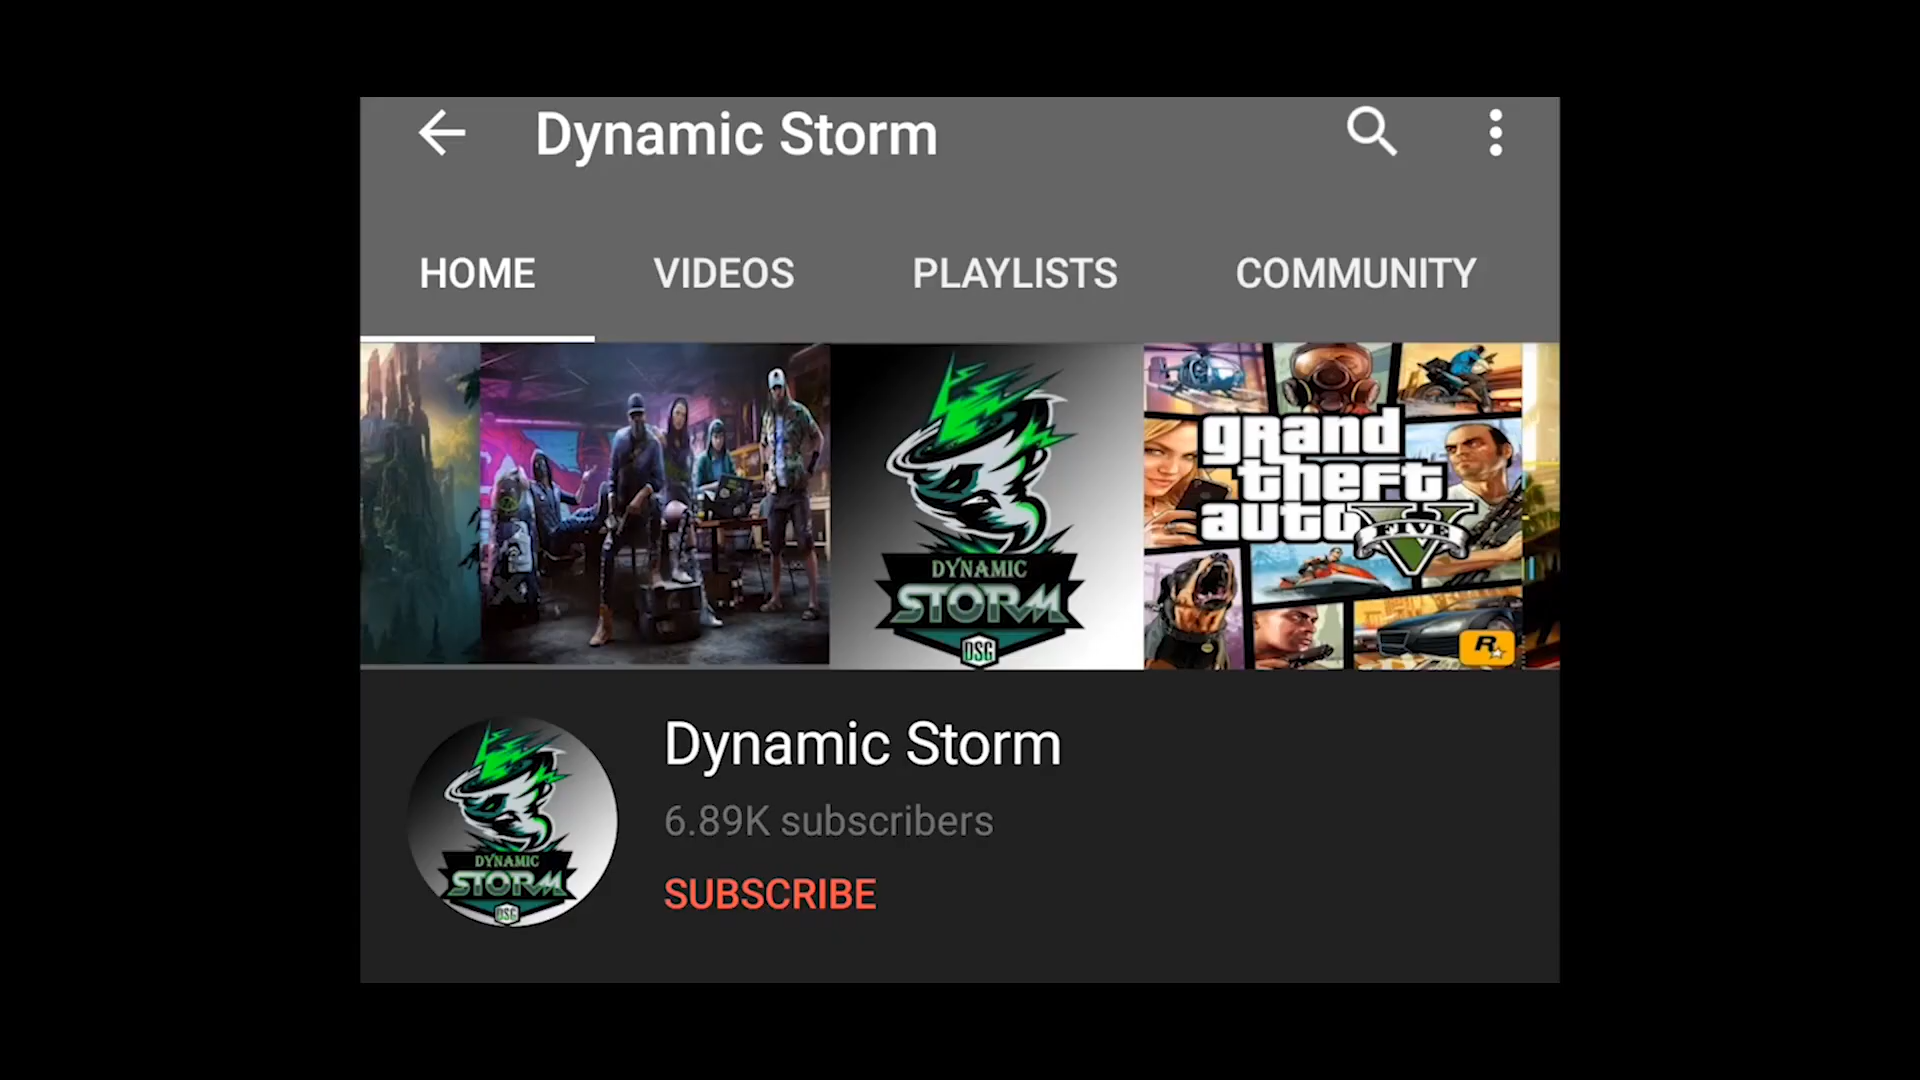 Dynamic Storm
HOME VIDEOS PLAYLISTS COMMUNITY
DYNAMIC
STORM
DSG
grand
theft
auto
FIVE
V
R
Dynamic Storm
6.89K subscribers
SUBSCRIBE
DYNAMIC
STORM
DSG